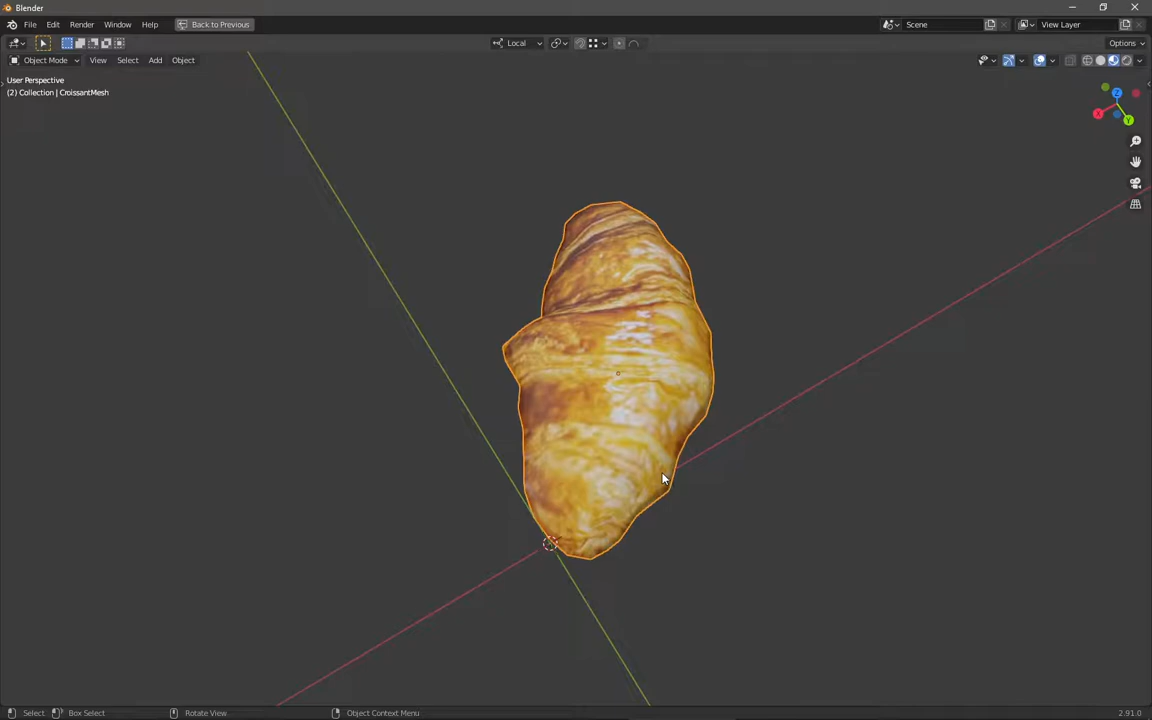 Blender
File Edit Render Window Help Back to Previous Scene View Layer
Local Options
Object Mode View Select Add Object
User Perspective
(2) Collection | CroissantMesh
Z
X
Y
Select Box Select Rotate View Object Context Menu 2.91.0